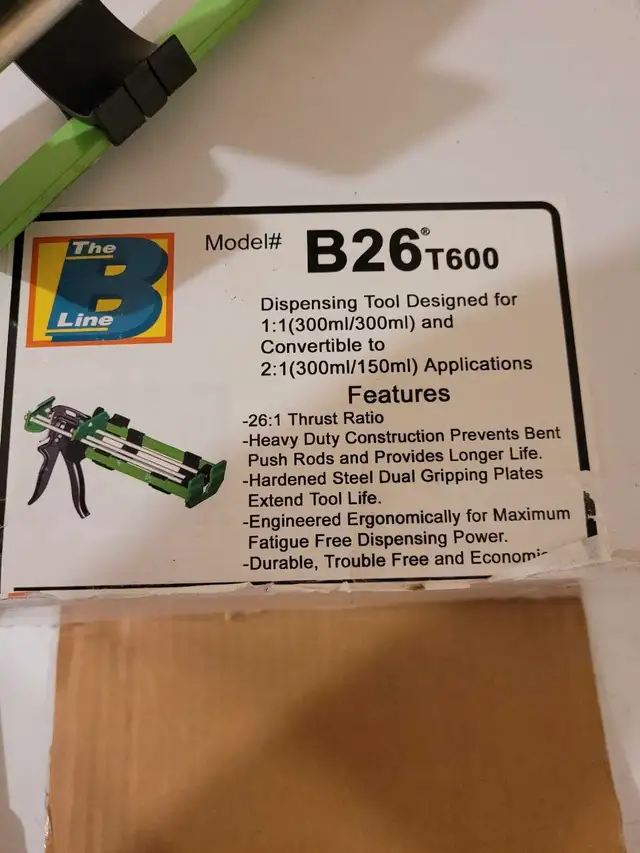 The
B
Line
Model# B26® T600
Dispensing Tool Designed for
1:1(300ml/300ml) and
Convertible to
2:1(300ml/150ml) Applications
Features
-26:1 Thrust Ratio
-Heavy Duty Construction Prevents Bent
Push Rods and Provides Longer Life.
-Hardened Steel Dual Gripping Plates
Extend Tool Life.
-Engineered Ergonomically for Maximum
Fatigue Free Dispensing Power.
-Durable, Trouble Free and